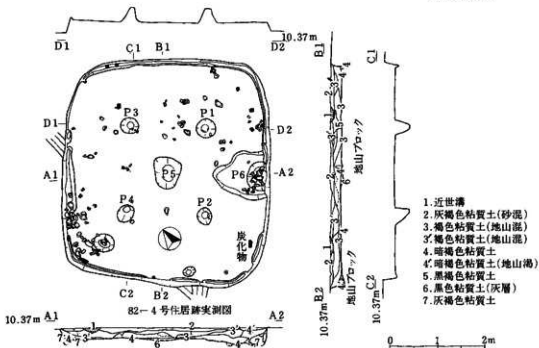 10.37m
D1 D2
C1 B1
P3 P1
D1 D2
P5 P6
A1 A2
P4 P2
炭化物
C2 B2
82-4号住居跡実測図
10.37m A1 A2
B1
地山ブロック
地山ブロック
B2
10.37m
C1
C2
10.37m
1.近世溝
2.灰褐色粘質土(砂混)
3.褐色粘質土(地山混)
3'.褐色粘質土(地山混)
4.暗褐色粘質土
4'.暗褐色粘質土(地山渇)
5.黒褐色粘質土
6.黒色粘質土(灰層)
7.灰褐色粘質土
0 1 2m